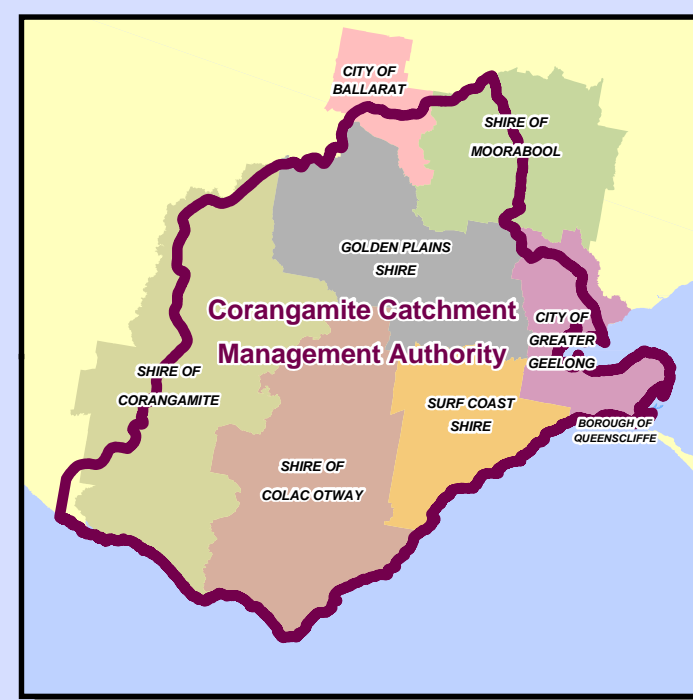 CITY OF
BALLARAT
SHIRE OF
MOORABOOL
GOLDEN PLAINS
SHIRE
Corangamite Catchment
Management Authority
CITY OF
GREATER
GEELONG
SHIRE OF
CORANGAMITE
SURF COAST
SHIRE
BOROUGH OF
QUEENSCLIFFE
SHIRE OF
COLAC OTWAY